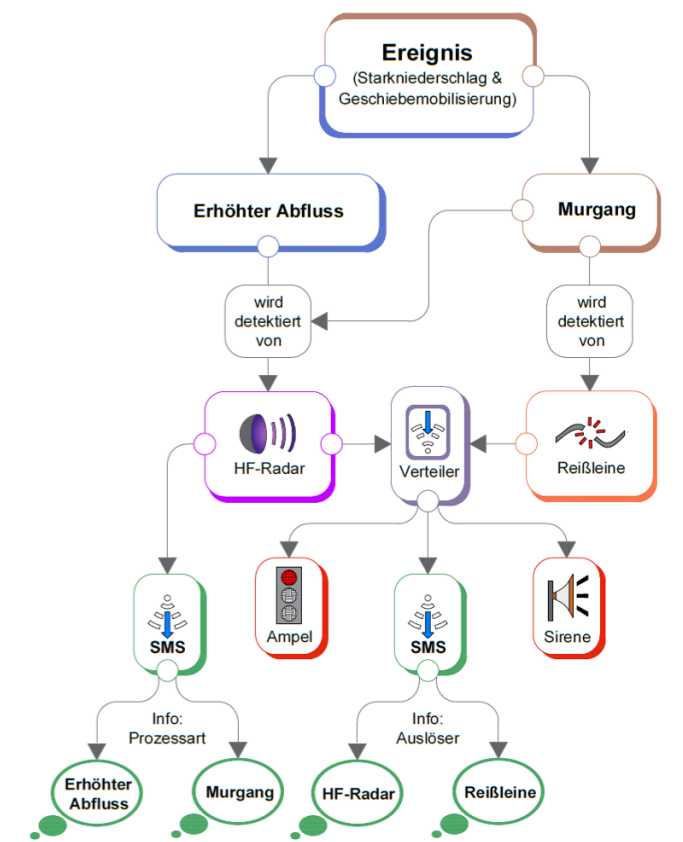 Ereignis
(Starkniederschlag &
Geschiebemobilisierung)
Erhöhter Abfluss
Murgang
wird
detektiert
von
wird
detektiert
von
HF-Radar
Verteiler
Reißleine
SMS
Ampel
SMS
Sirene
Info:
Prozessart
Info:
Auslöser
Erhöhter
Abfluss
Murgang
HF-Radar
Reißleine